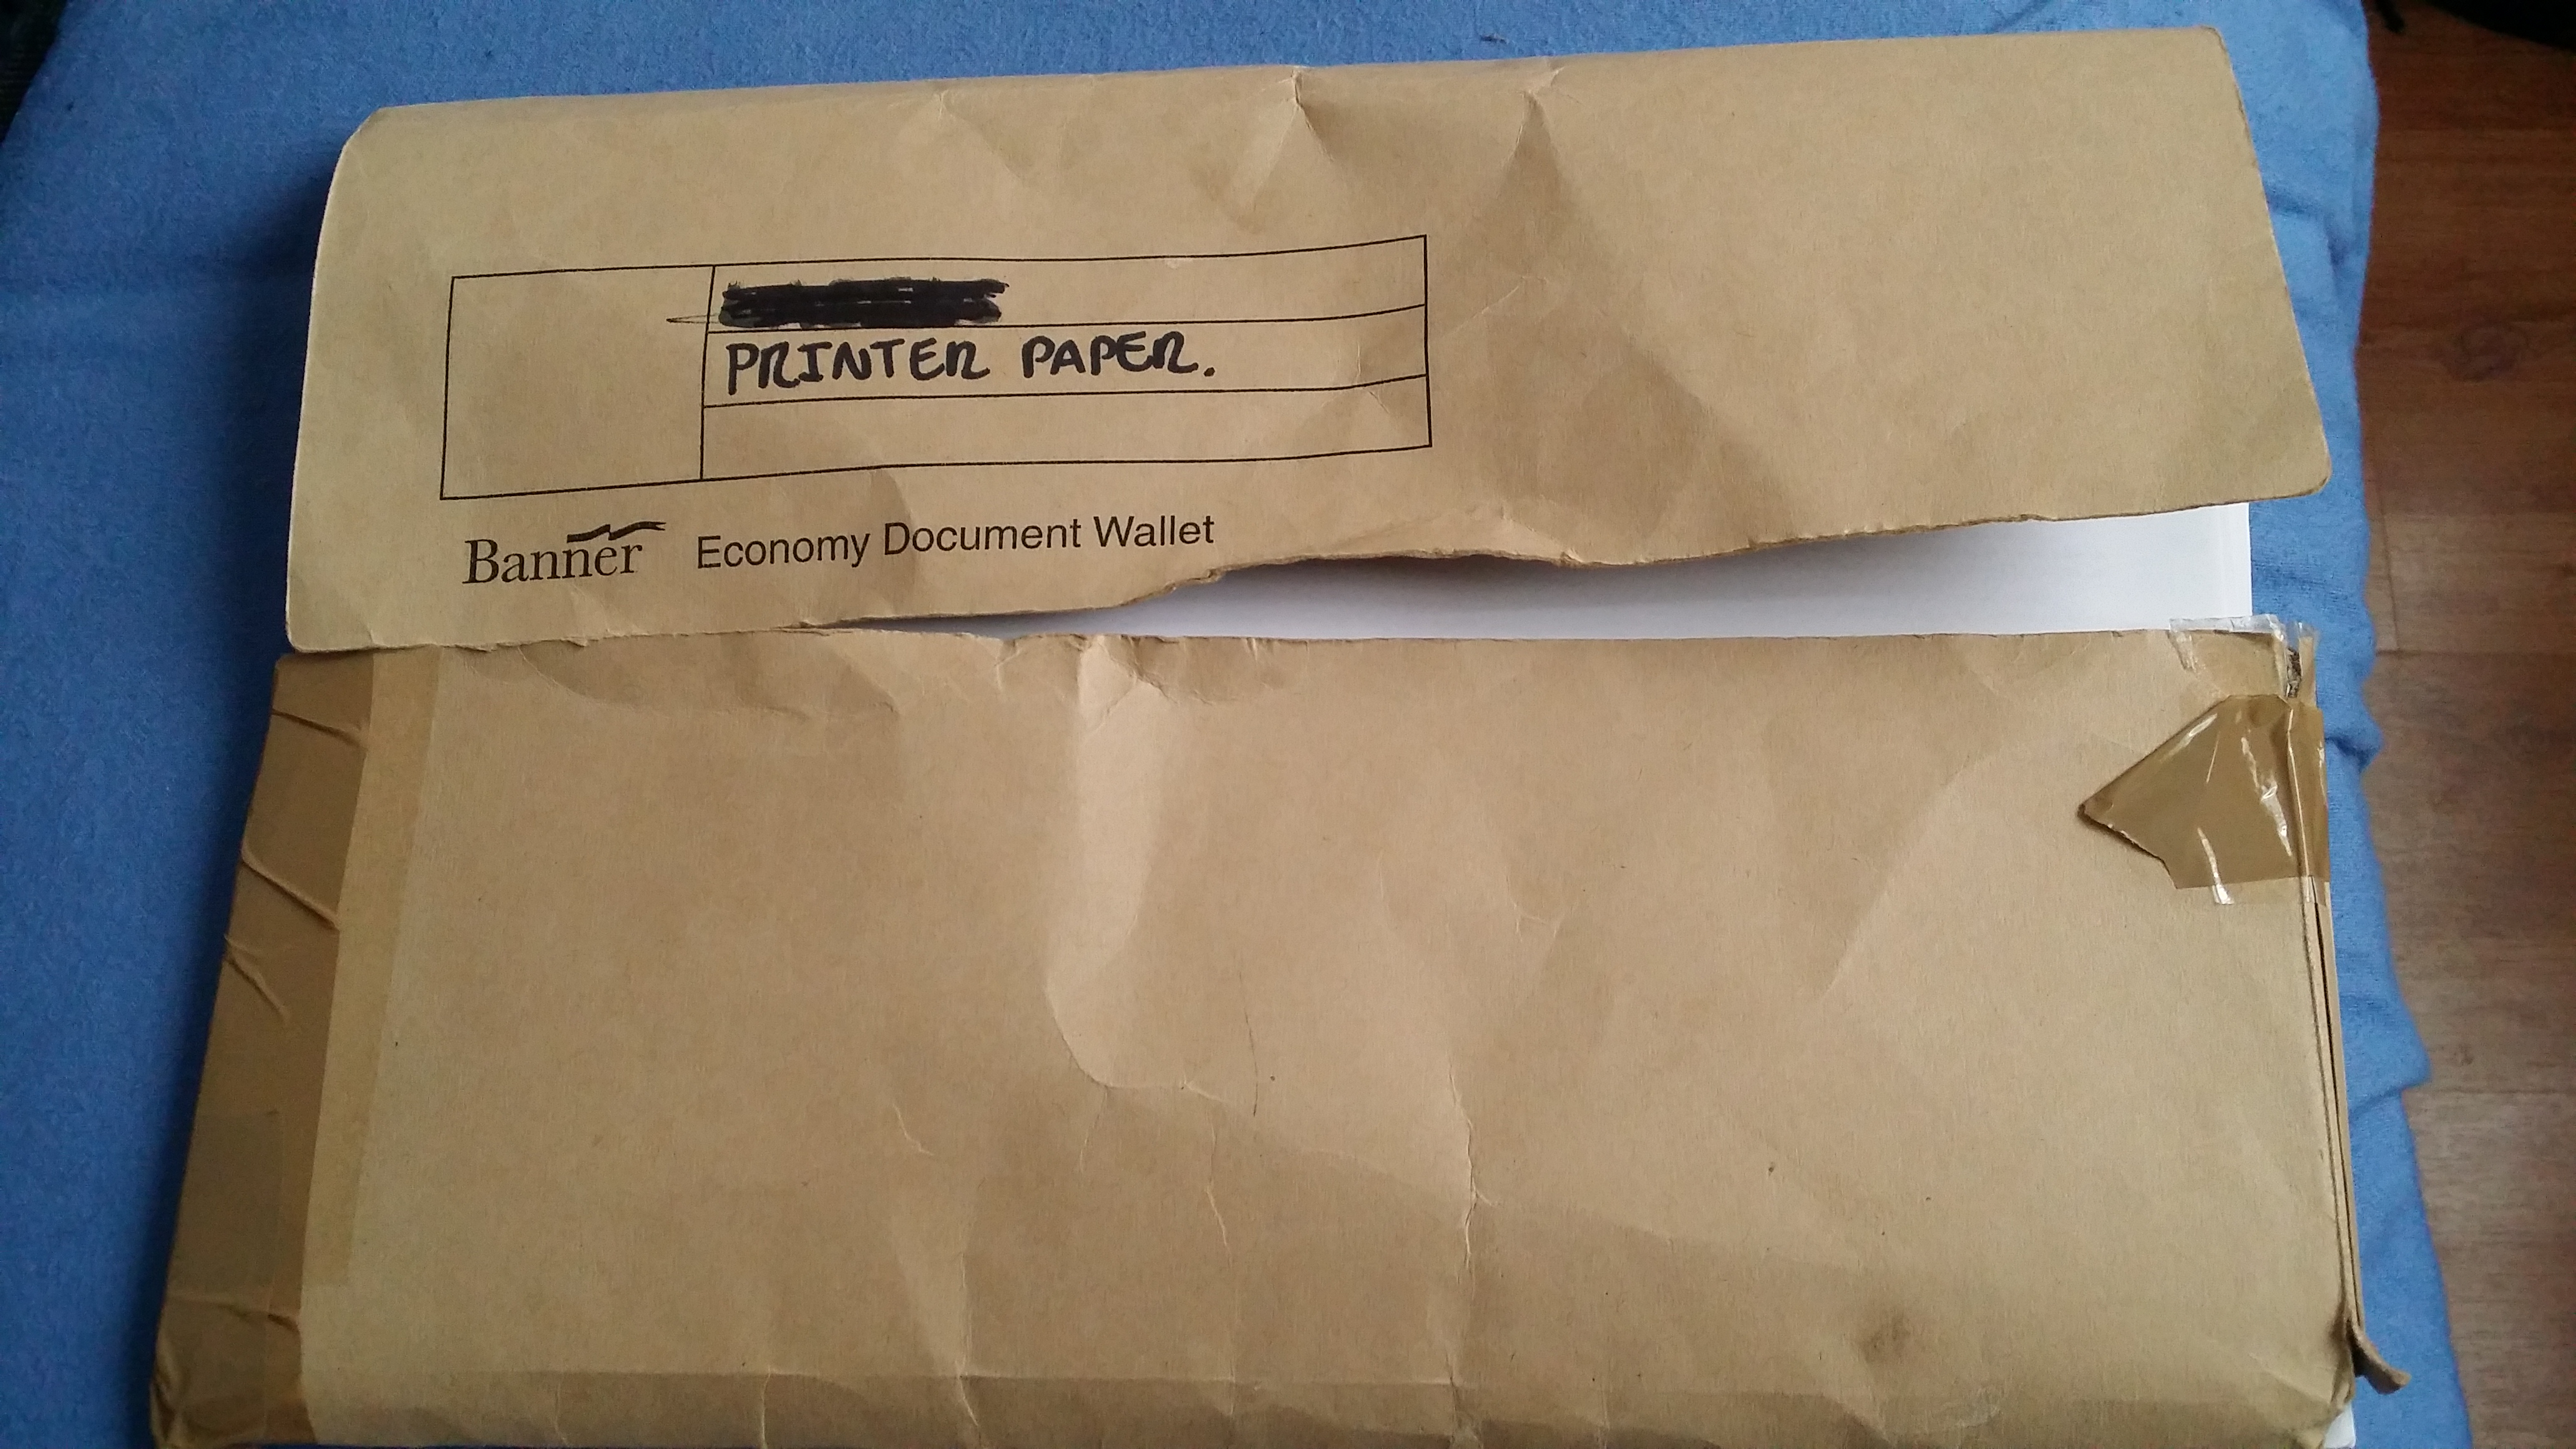 PRINTER PAPER.
Banner Economy Document Wallet